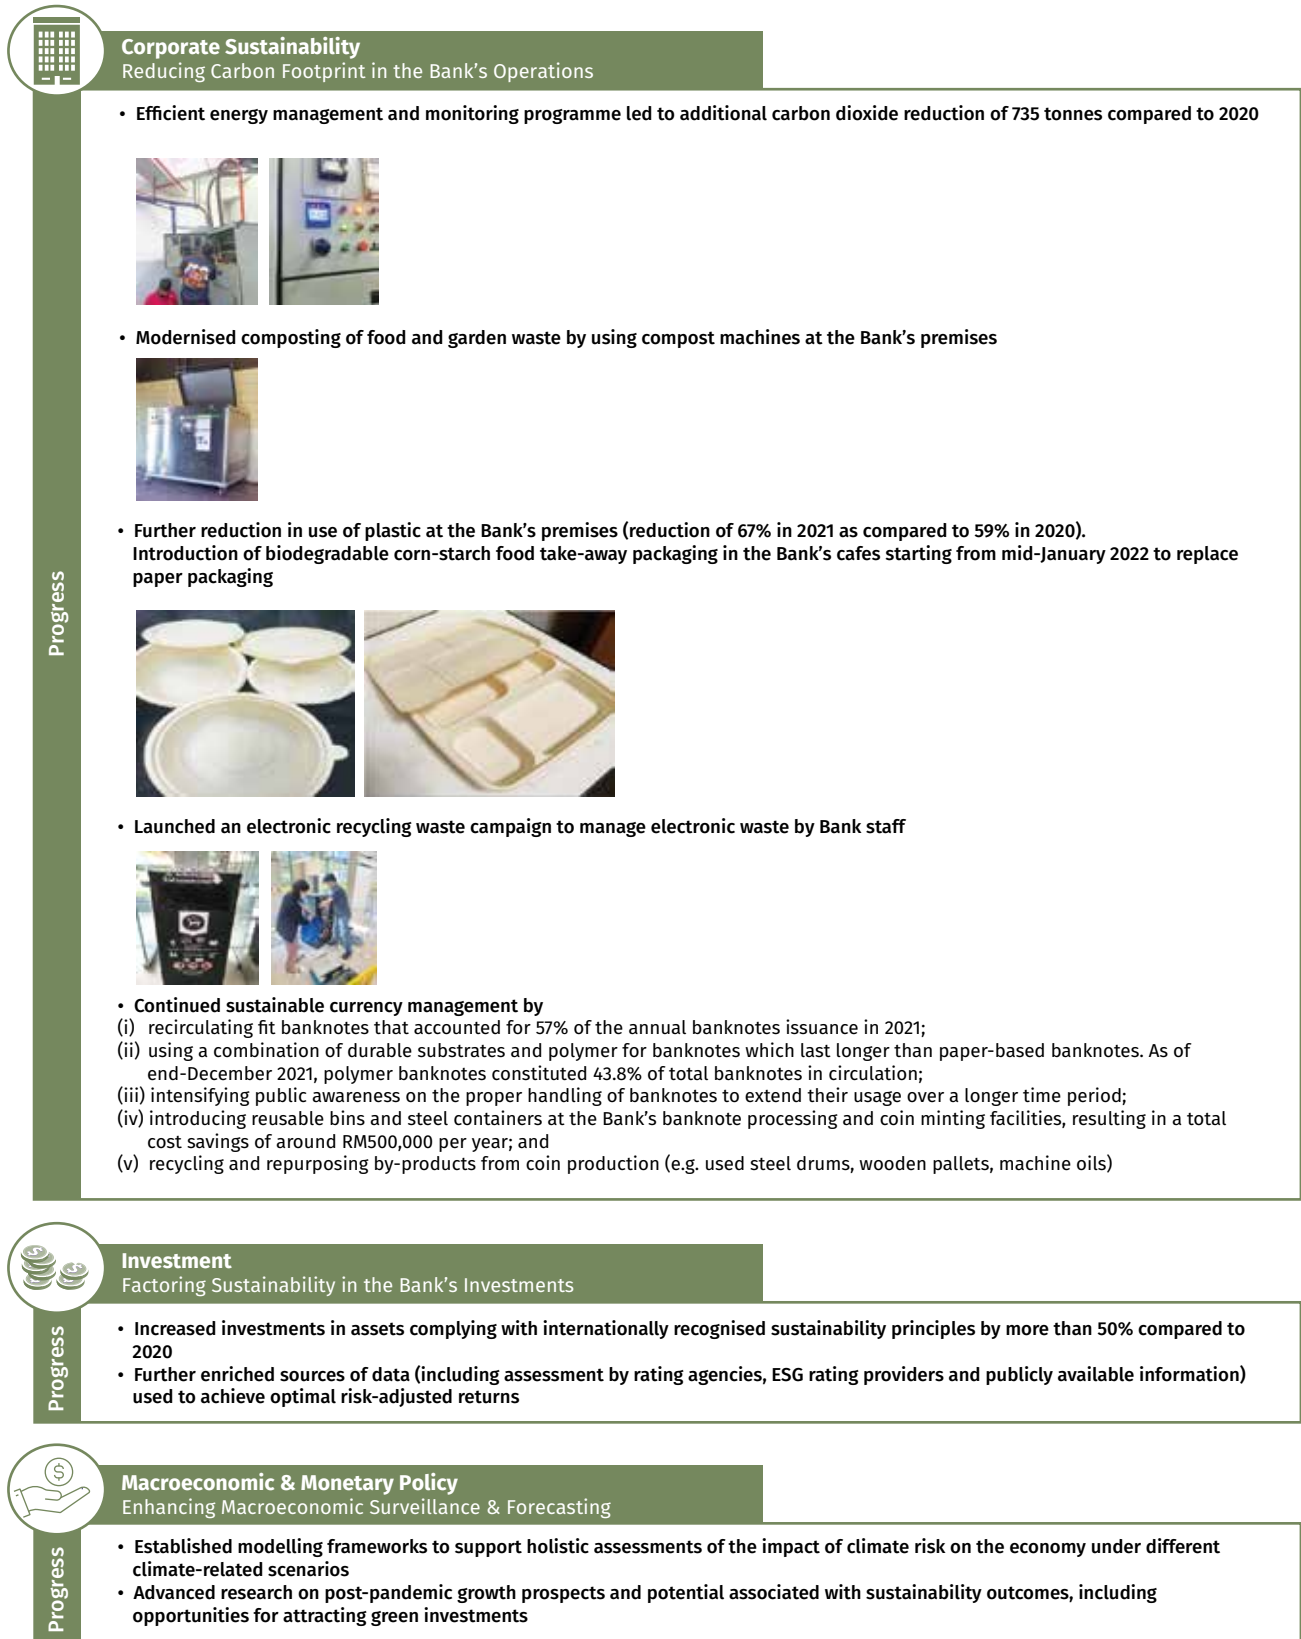 Corporate Sustainability
Reducing Carbon Footprint in the Bank's Operations
Progress
• Efficient energy management and monitoring programme led to additional carbon dioxide reduction of 735 tonnes compared to 2020
• Modernised composting of food and garden waste by using compost machines at the Bank's premises
• Further reduction in use of plastic at the Bank's premises (reduction of 67% in 2021 as compared to 59% in 2020).
Introduction of biodegradable corn-starch food take-away packaging in the Bank's cafes starting from mid-January 2022 to replace
paper packaging
• Launched an electronic recycling waste campaign to manage electronic waste by Bank staff
• Continued sustainable currency management by
(i) recirculating fit banknotes that accounted for 57% of the annual banknotes issuance in 2021;
(ii) using a combination of durable substrates and polymer for banknotes which last longer than paper-based banknotes. As of
end-December 2021, polymer banknotes constituted 43.8% of total banknotes in circulation;
(iii) intensifying public awareness on the proper handling of banknotes to extend their usage over a longer time period;
(iv) introducing reusable bins and steel containers at the Bank's banknote processing and coin minting facilities, resulting in a total
cost savings of around RM500,000 per year; and
(v) recycling and repurposing by-products from coin production (e.g. used steel drums, wooden pallets, machine oils)
Investment
Factoring Sustainability in the Bank's Investments
Progress
• Increased investments in assets complying with internationally recognised sustainability principles by more than 50% compared to
2020
• Further enriched sources of data (including assessment by rating agencies, ESG rating providers and publicly available information)
used to achieve optimal risk-adjusted returns
Macroeconomic & Monetary Policy
Enhancing Macroeconomic Surveillance & Forecasting
Progress
• Established modelling frameworks to support holistic assessments of the impact of climate risk on the economy under different
climate-related scenarios
• Advanced research on post-pandemic growth prospects and potential associated with sustainability outcomes, including
opportunities for attracting green investments